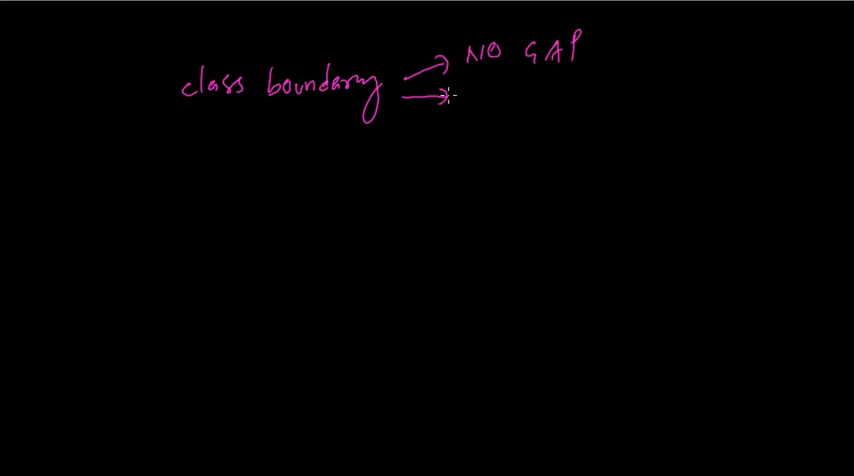 class boundary → NO GAP
→